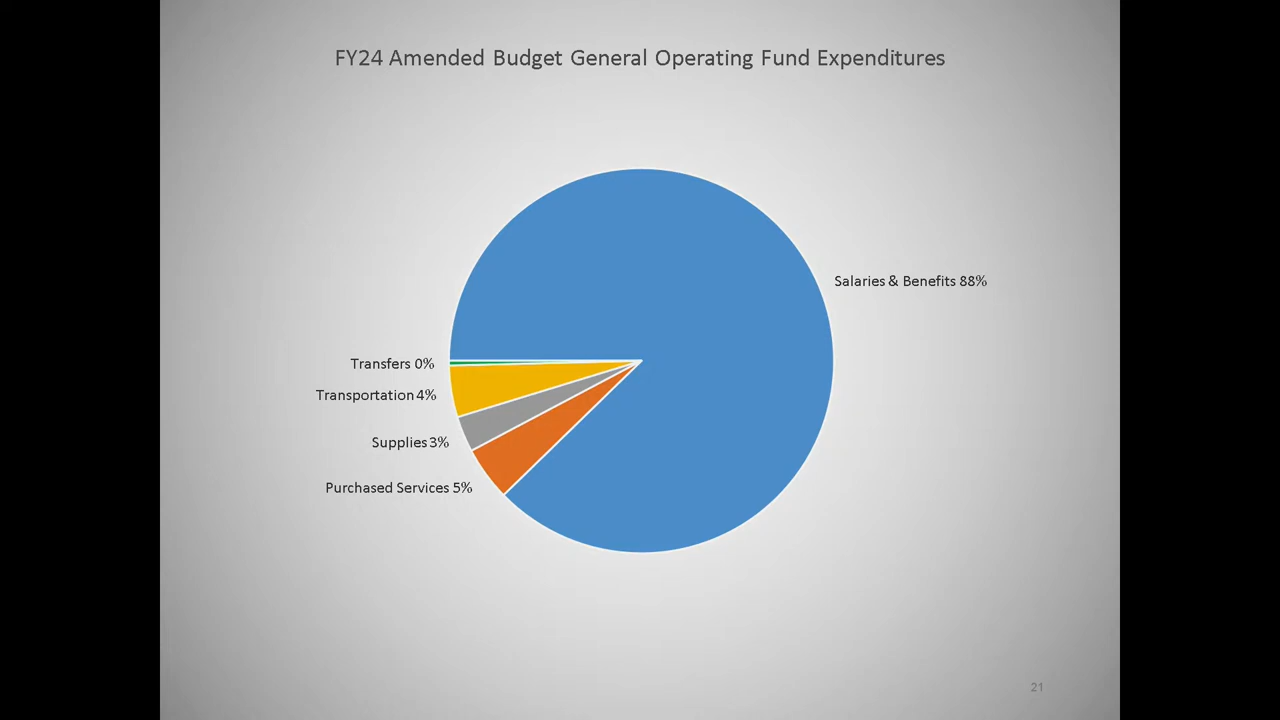 FY24 Amended Budget General Operating Fund Expenditures
Salaries & Benefits 88%
Transfers 0%
Transportation 4%
Supplies 3%
Purchased Services 5%
21